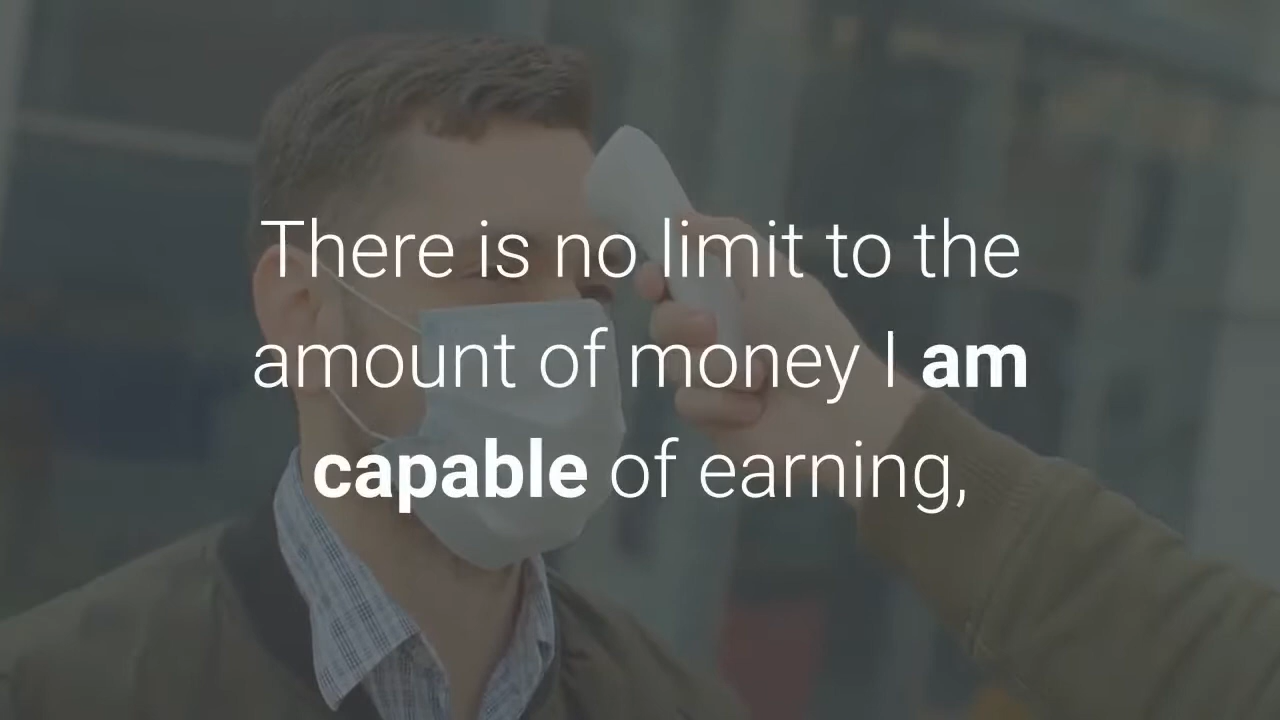 There is no limit to the
amount of money I am
capable of earning,